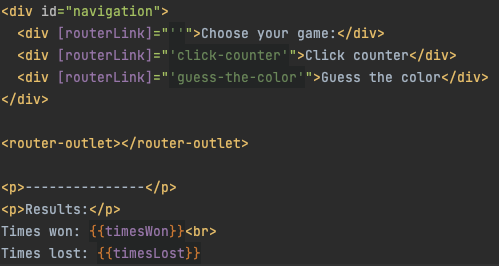 <div id="navigation">
  <div [routerLink]="''">Choose your game:</div>
  <div [routerLink]="'click-counter'">Click counter</div>
  <div [routerLink]="'guess-the-color'">Guess the color</div>
</div>

<router-outlet></router-outlet>

<p>---------------</p>
<p>Results:</p>
Times won: {{timesWon}}<br>
Times lost: {{timesLost}}